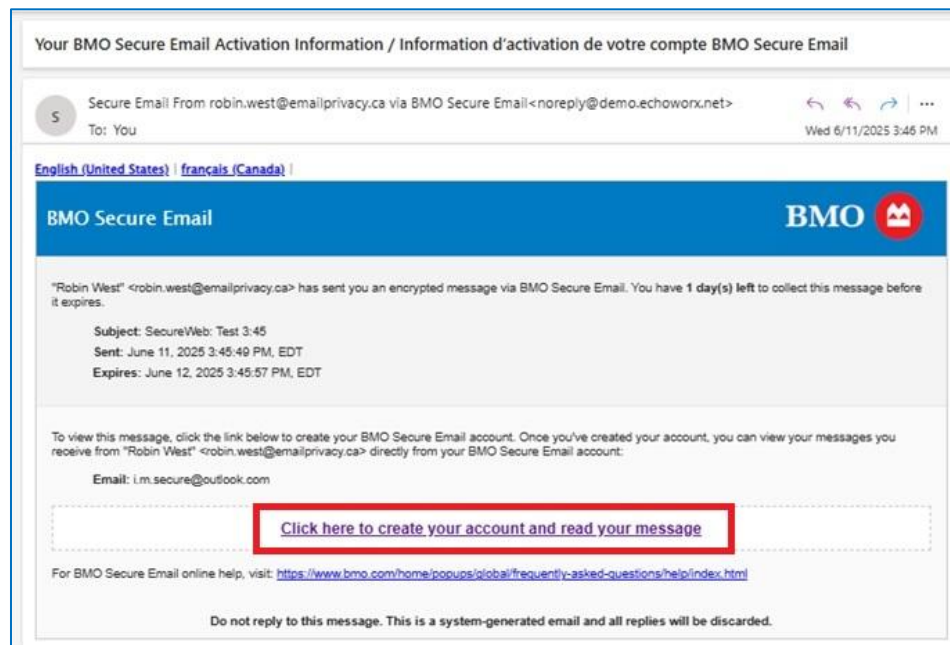 Your BMO Secure Email Activation Information / Information d'activation de votre compte BMO Secure Email
S
Secure Email From robin.west@emailprivacy.ca via BMO Secure Email<noreply@demo.echoworx.net>
To: You
Wed 6/11/2025 3:46 PM
English (United States) | français (Canada) |
BMO Secure Email
BMO
"Robin West" <robin.west@emailprivacy.ca> has sent you an encrypted message via BMO Secure Email. You have 1 day(s) left to collect this message before
it expires.
Subject: SecureWeb: Test 3:45
Sent: June 11, 2025 3:45:49 PM, EDT
Expires: June 12, 2025 3:45:57 PM, EDT
To view this message, click the link below to create your BMO Secure Email account. Once you've created your account, you can view your messages you
receive from "Robin West" <robin.west@emailprivacy.ca> directly from your BMO Secure Email account:
Email: i.m.secure@outlook.com
Click here to create your account and read your message
For BMO Secure Email online help, visit: https://www.bmo.com/home/popups/global/frequently-asked-questions/help/index.html
Do not reply to this message. This is a system-generated email and all replies will be discarded.